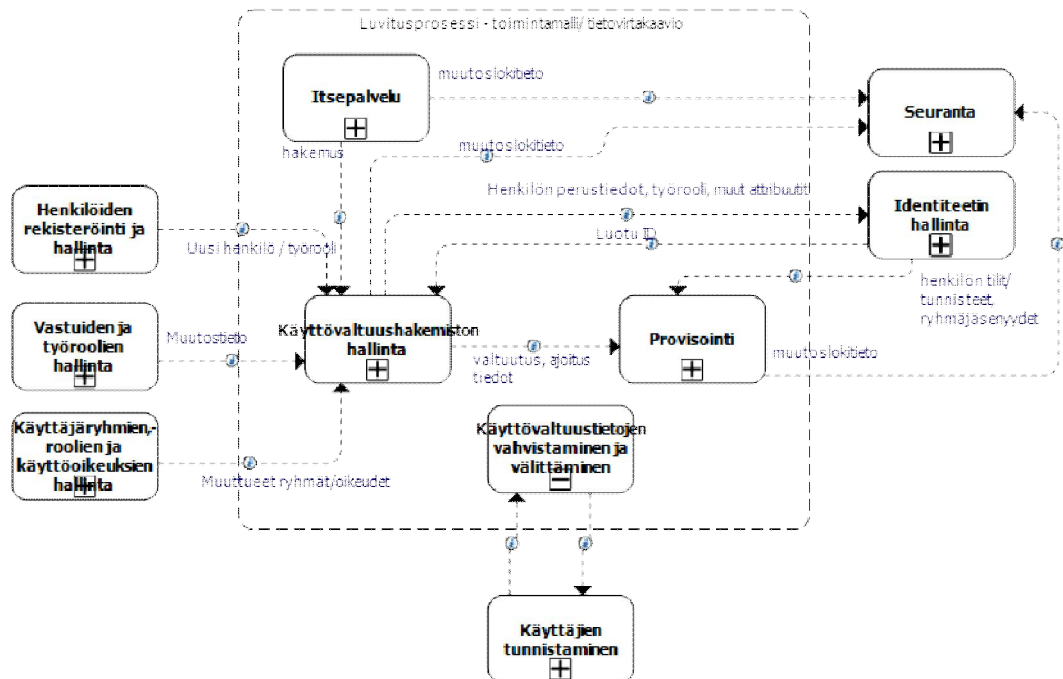 Luvitusprosessi - toimintamalli/ tietovirtakaavio
Itsepalvelu
muutoslokitieto
Seuranta
hakemus
muutoslokitieto
Henkilön perustiedot, työrooli, muut attribuutit
Identiteetin
hallinta
Henkilöiden
rekisteröinti ja
hallinta
Uusi henkilö / työrooli
Luotu ID
henkilön tilit/
tunnisteet,
ryhmäjäsenyydet
Vastuiden ja
työroolien
hallinta
Muutostieto
Käyttövaltuushakemiston
hallinta
valtuutus, ajoitus
tiedot
Provisointi
muutoslokitieto
Käyttäjäryhmien,-
roolien ja
käyttöoikeuksien
hallinta
Muuttueet ryhmät/oikeudet
Käyttövaltuustietojen
vahvistaminen ja
välittäminen
Käyttäjien
tunnistaminen